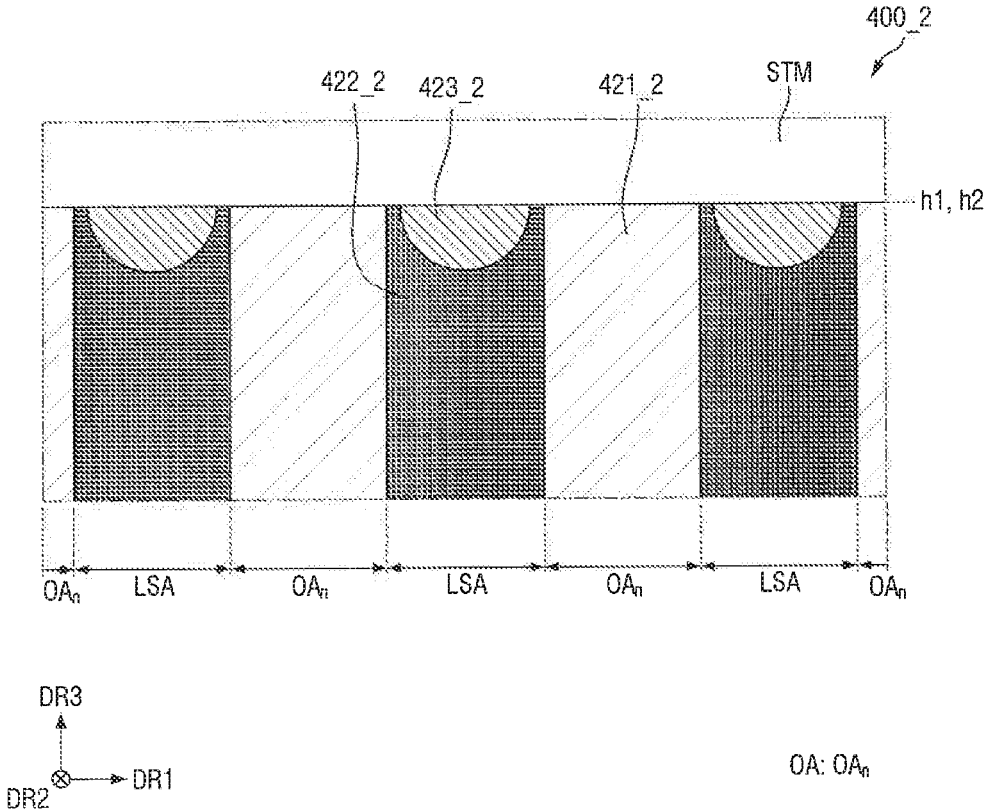 400_2
422_2 423_2 421_2 STM
h1, h2
OAn LSA OAn LSA OAn LSA OAn
DR3
DR1
DR2
OA: OAn